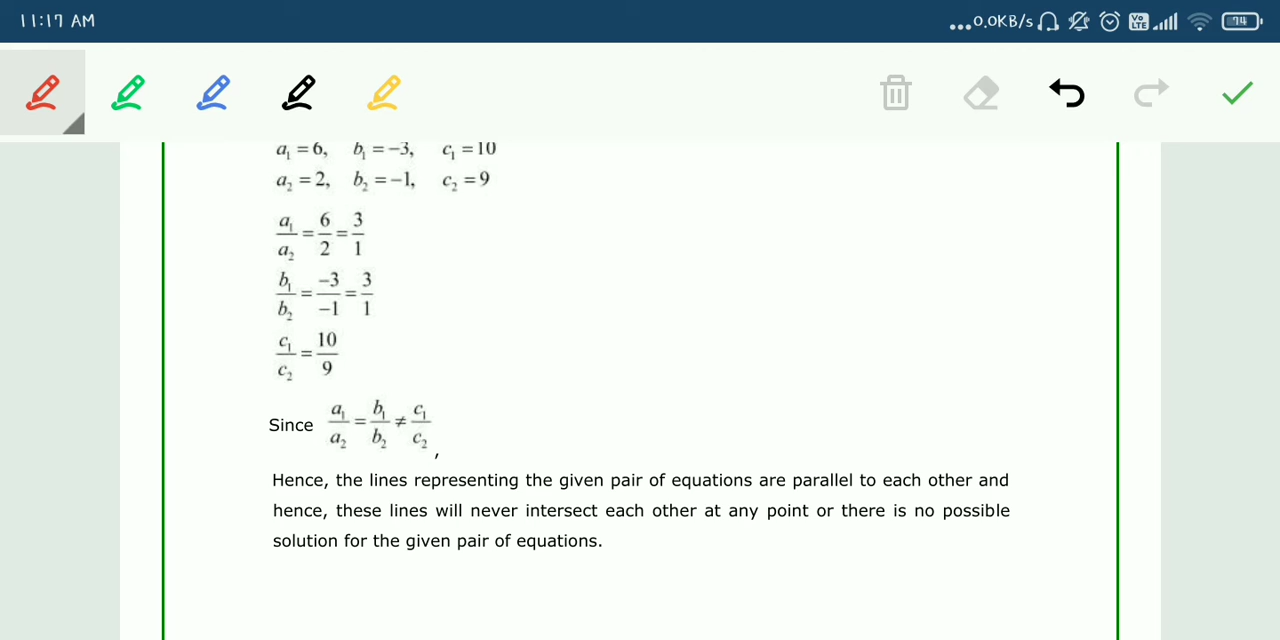 11:17 AM
...0.0KB/s Vo LTE 74
a₁ = 6, b₁ = −3, c₁ = 10
a₂ = 2, b₂ = −1, c₂ = 9
a₁/a₂ = 6/2 = 3/1
b₁/b₂ = −3/−1 = 3/1
c₁/c₂ = 10/9
Since a₁/a₂ = b₁/b₂ ≠ c₁/c₂ ,
Hence, the lines representing the given pair of equations are parallel to each other and
hence, these lines will never intersect each other at any point or there is no possible
solution for the given pair of equations.